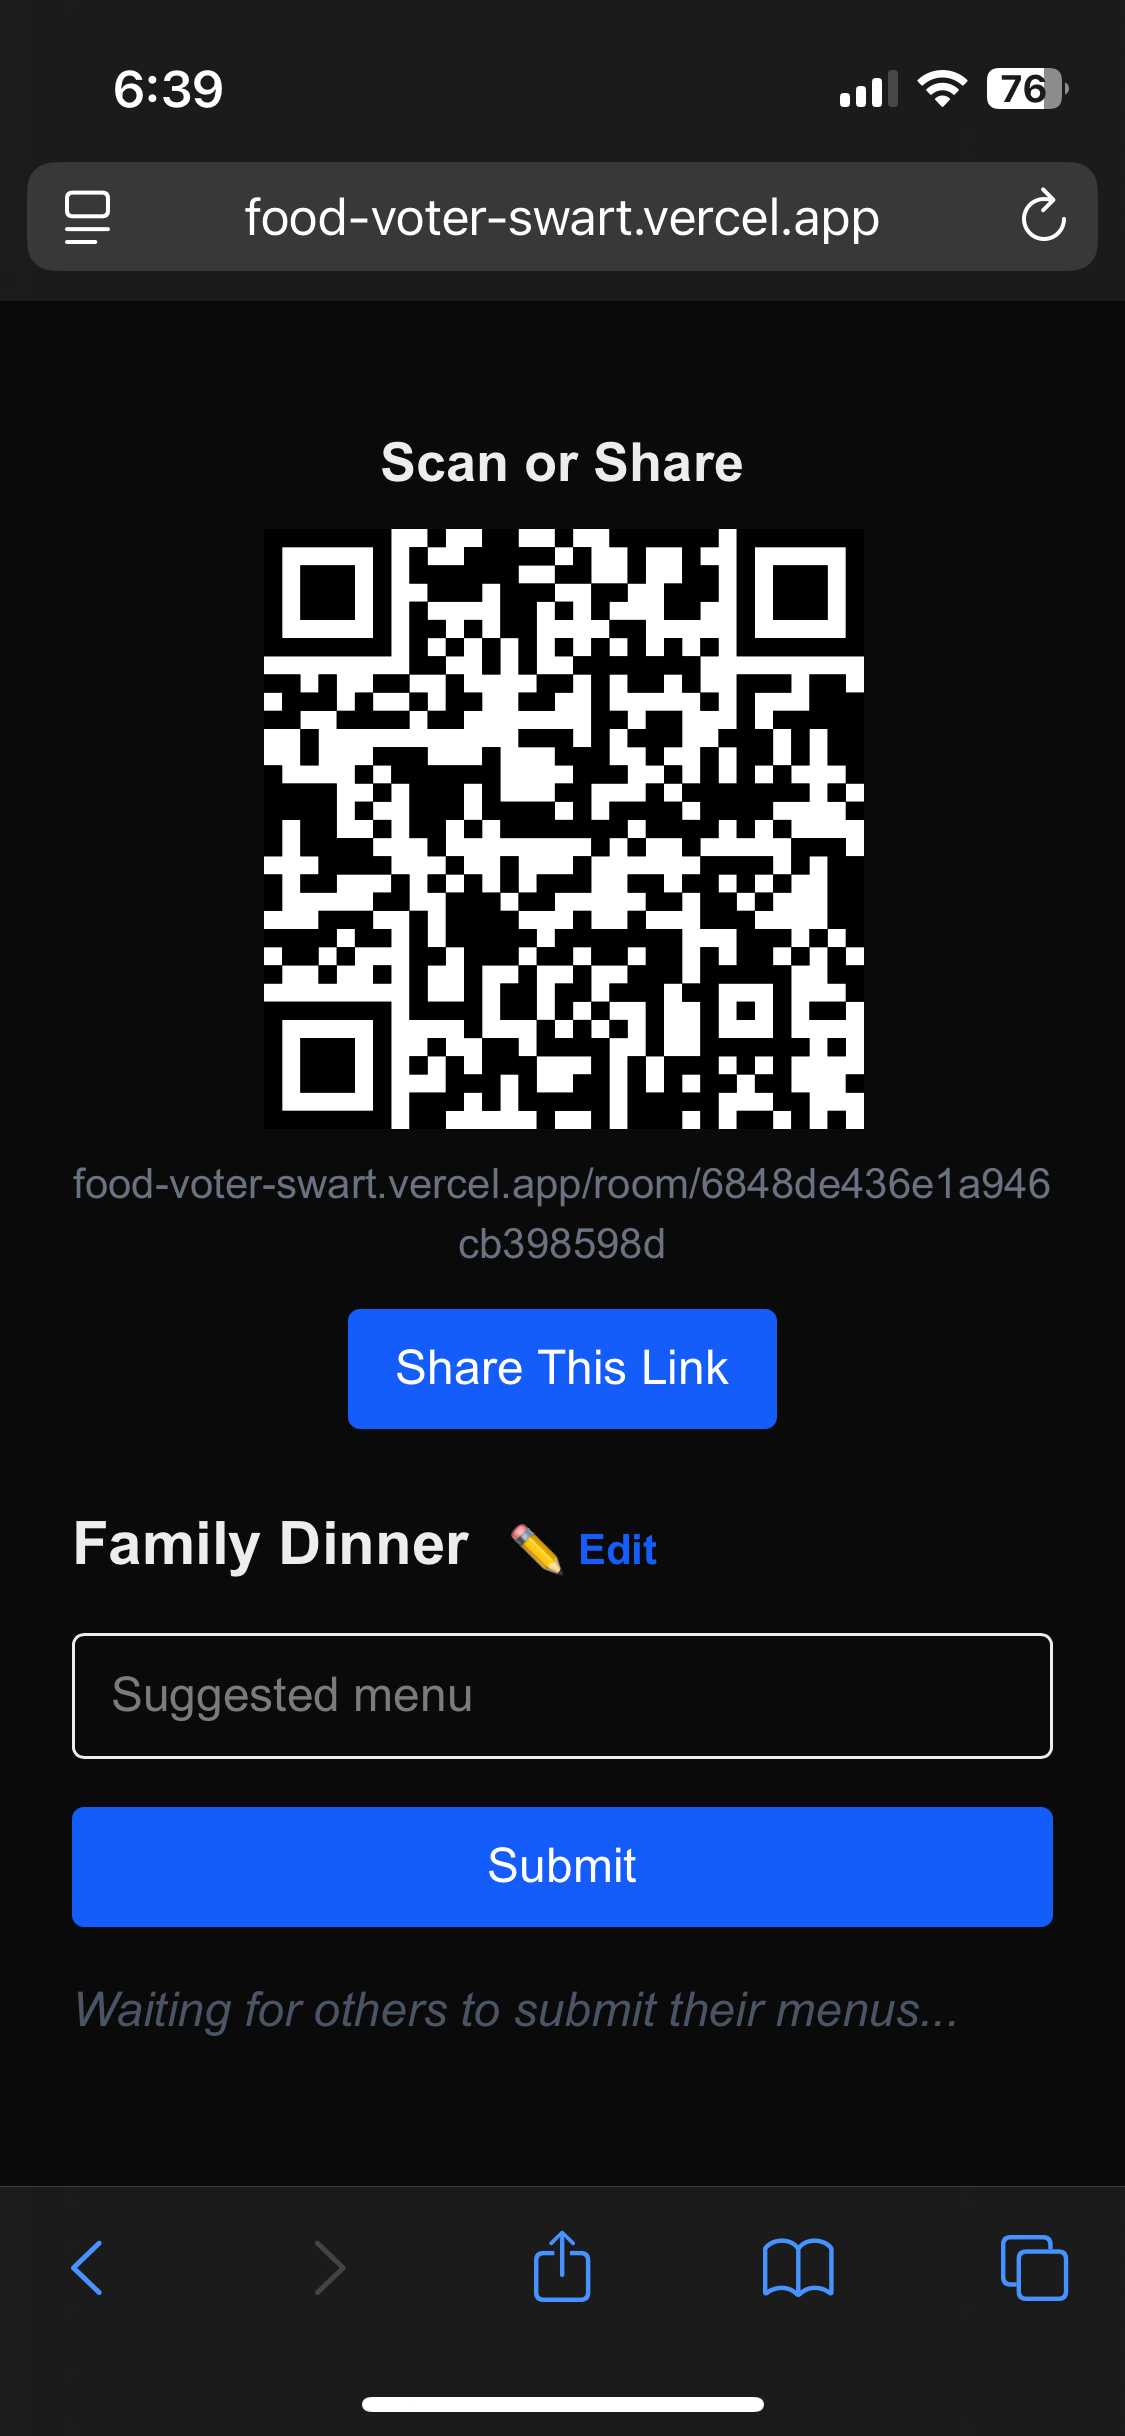 6:39
76
food-voter-swart.vercel.app
Scan or Share
food-voter-swart.vercel.app/room/6848de436e1a946
cb398598d
Share This Link
Family Dinner ✏️ Edit
Suggested menu
Submit
Waiting for others to submit their menus...